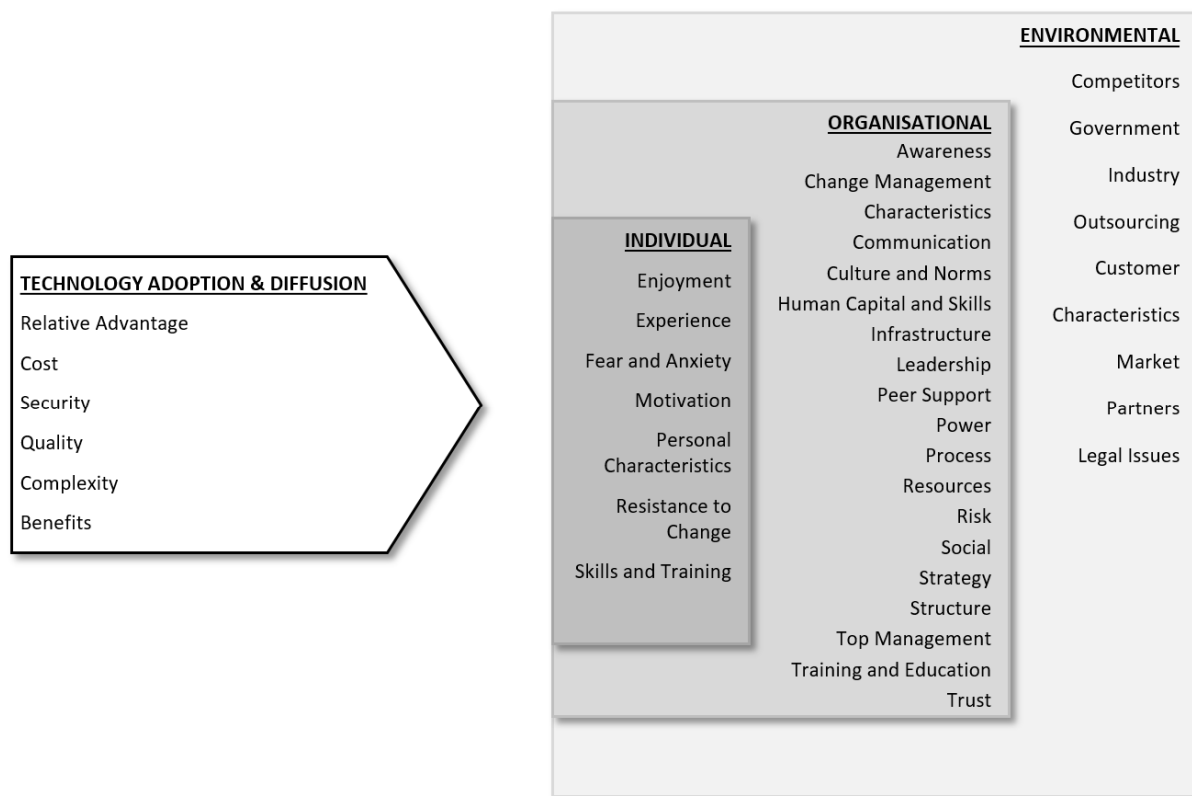 TECHNOLOGY ADOPTION & DIFFUSION
Relative Advantage
Cost
Security
Quality
Complexity
Benefits
INDIVIDUAL
Enjoyment
Experience
Fear and Anxiety
Motivation
Personal
Characteristics
Resistance to
Change
Skills and Training
ORGANISATIONAL
Awareness
Change Management
Characteristics
Communication
Culture and Norms
Human Capital and Skills
Infrastructure
Leadership
Peer Support
Power
Process
Resources
Risk
Social
Strategy
Structure
Top Management
Training and Education
Trust
ENVIRONMENTAL
Competitors
Government
Industry
Outsourcing
Customer
Characteristics
Market
Partners
Legal Issues